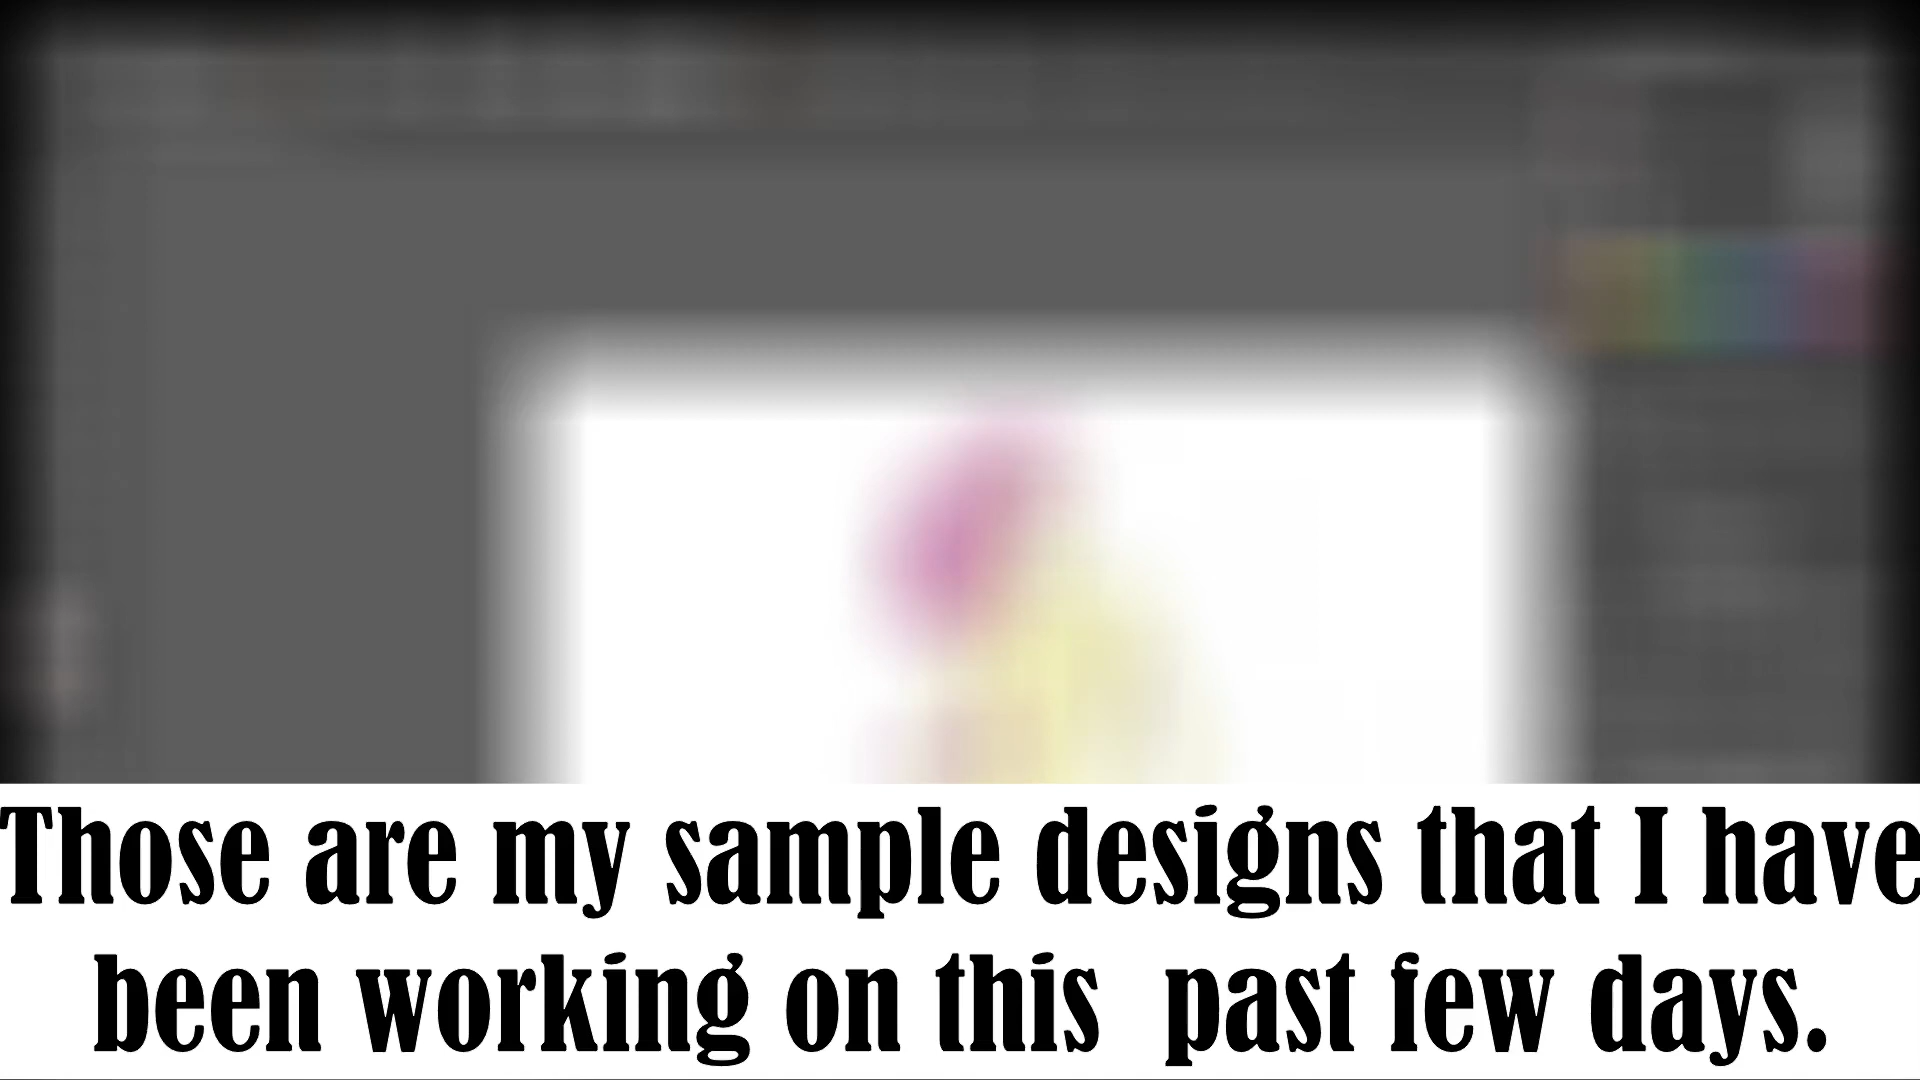 Those are my sample designs that I have
been working on this  past few days.